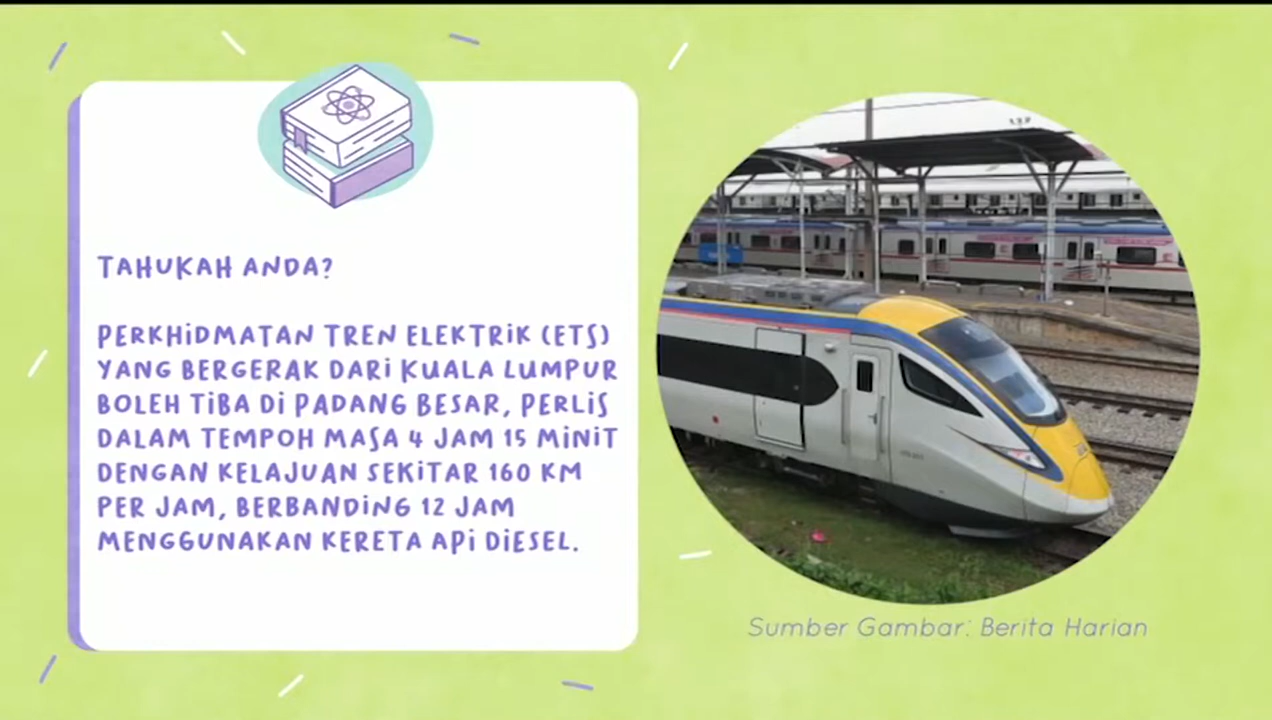 TAHUKAH ANDA?
PERKHIDMATAN TREN ELEKTRIK (ETS)
YANG BERGERAK DARI KUALA LUMPUR
BOLEH TIBA DI PADANG BESAR, PERLIS
DALAM TEMPOH MASA 4 JAM 15 MINIT
DENGAN KELAJUAN SEKITAR 160 KM
PER JAM, BERBANDING 12 JAM
MENGGUNAKAN KERETA API DIESEL.
Sumber Gambar: Berita Harian